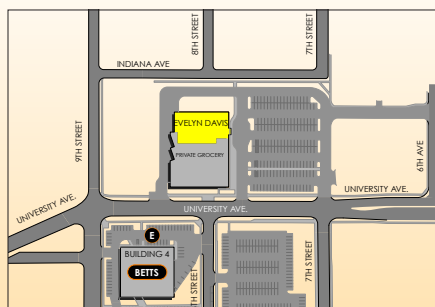 8TH STREET
7TH STREET
INDIANA AVE
9TH STREET
EVELYN DAVIS
PRIVATE GROCERY
6TH AVE
UNIVERSITY AVE.
UNIVERSITY AVE.
UNIVERSITY AVE.
E
BUILDING 4
BETTS
7TH STREET
TH STREET